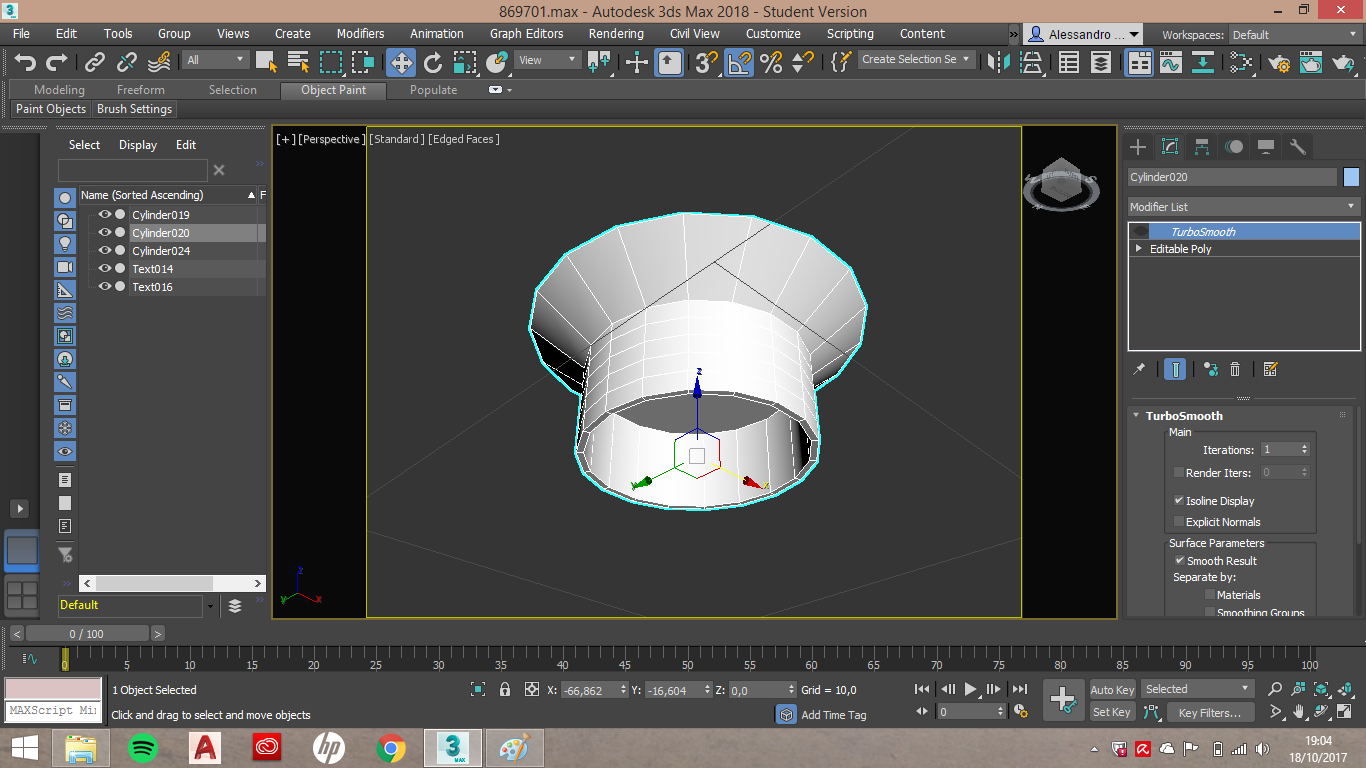 869701.max - Autodesk 3ds Max 2018 - Student Version
File Edit Tools Group Views Create Modifiers Animation Graph Editors Rendering Civil View Customize Scripting Content » Alessandro ... Workspaces: Default
All View 3 Create Selection Se
Modeling Freeform Selection Object Paint Populate
Paint Objects Brush Settings
Select Display Edit
Name (Sorted Ascending) F
Cylinder019
Cylinder020
Cylinder024
Text014
Text016
Default
[+] [Perspective] [Standard] [Edged Faces]
z
y
x
z
y
x
Cylinder020
Modifier List
TurboSmooth
Editable Poly
TurboSmooth
Main
Iterations: 1
Render Iters: 0
Isoline Display
Explicit Normals
Surface Parameters
Smooth Result
Separate by:
Materials
Smoothing Groups
< 0 / 100 >
0 5 10 15 20 25 30 35 40 45 50 55 60 65 70 75 80 85 90 95 100
1 Object Selected X: -66,862 Y: -16,604 Z: 0,0 Grid = 10,0 Auto Key Selected
MAXScript Mi
Click and drag to select and move objects Add Time Tag 0 Set Key Key Filters...
hp
3
MAX
19:04
18/10/2017